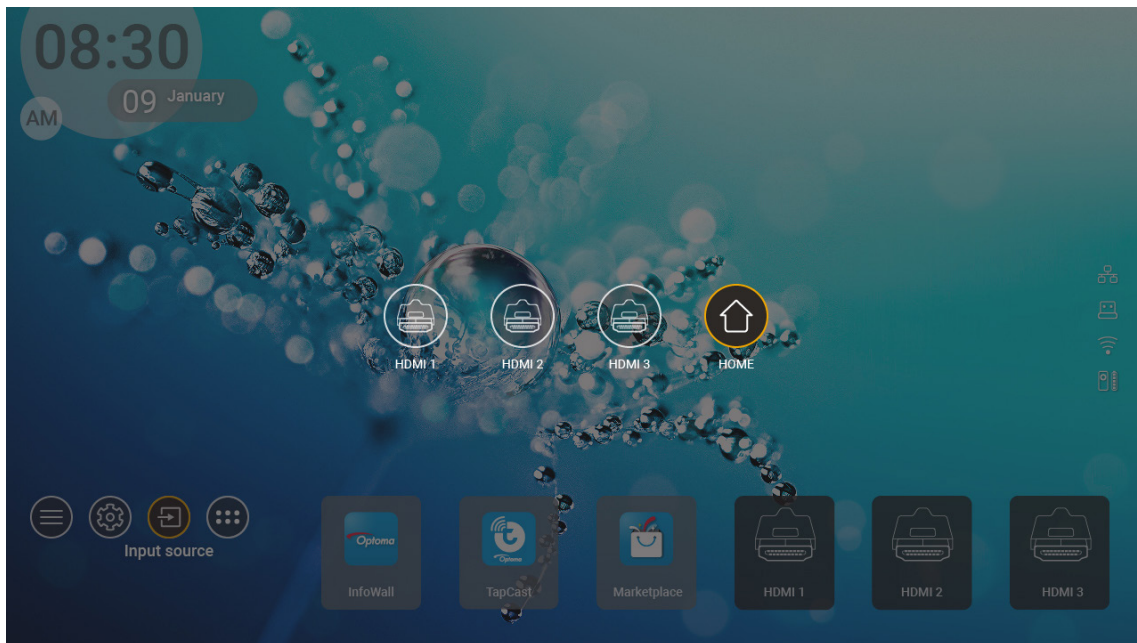 08:30
09 January
AM
HDMI 1 HDMI 2 HDMI 3 HOME
Input source
Optoma
Optoma
InfoWall TapCast Marketplace HDMI 1 HDMI 2 HDMI 3